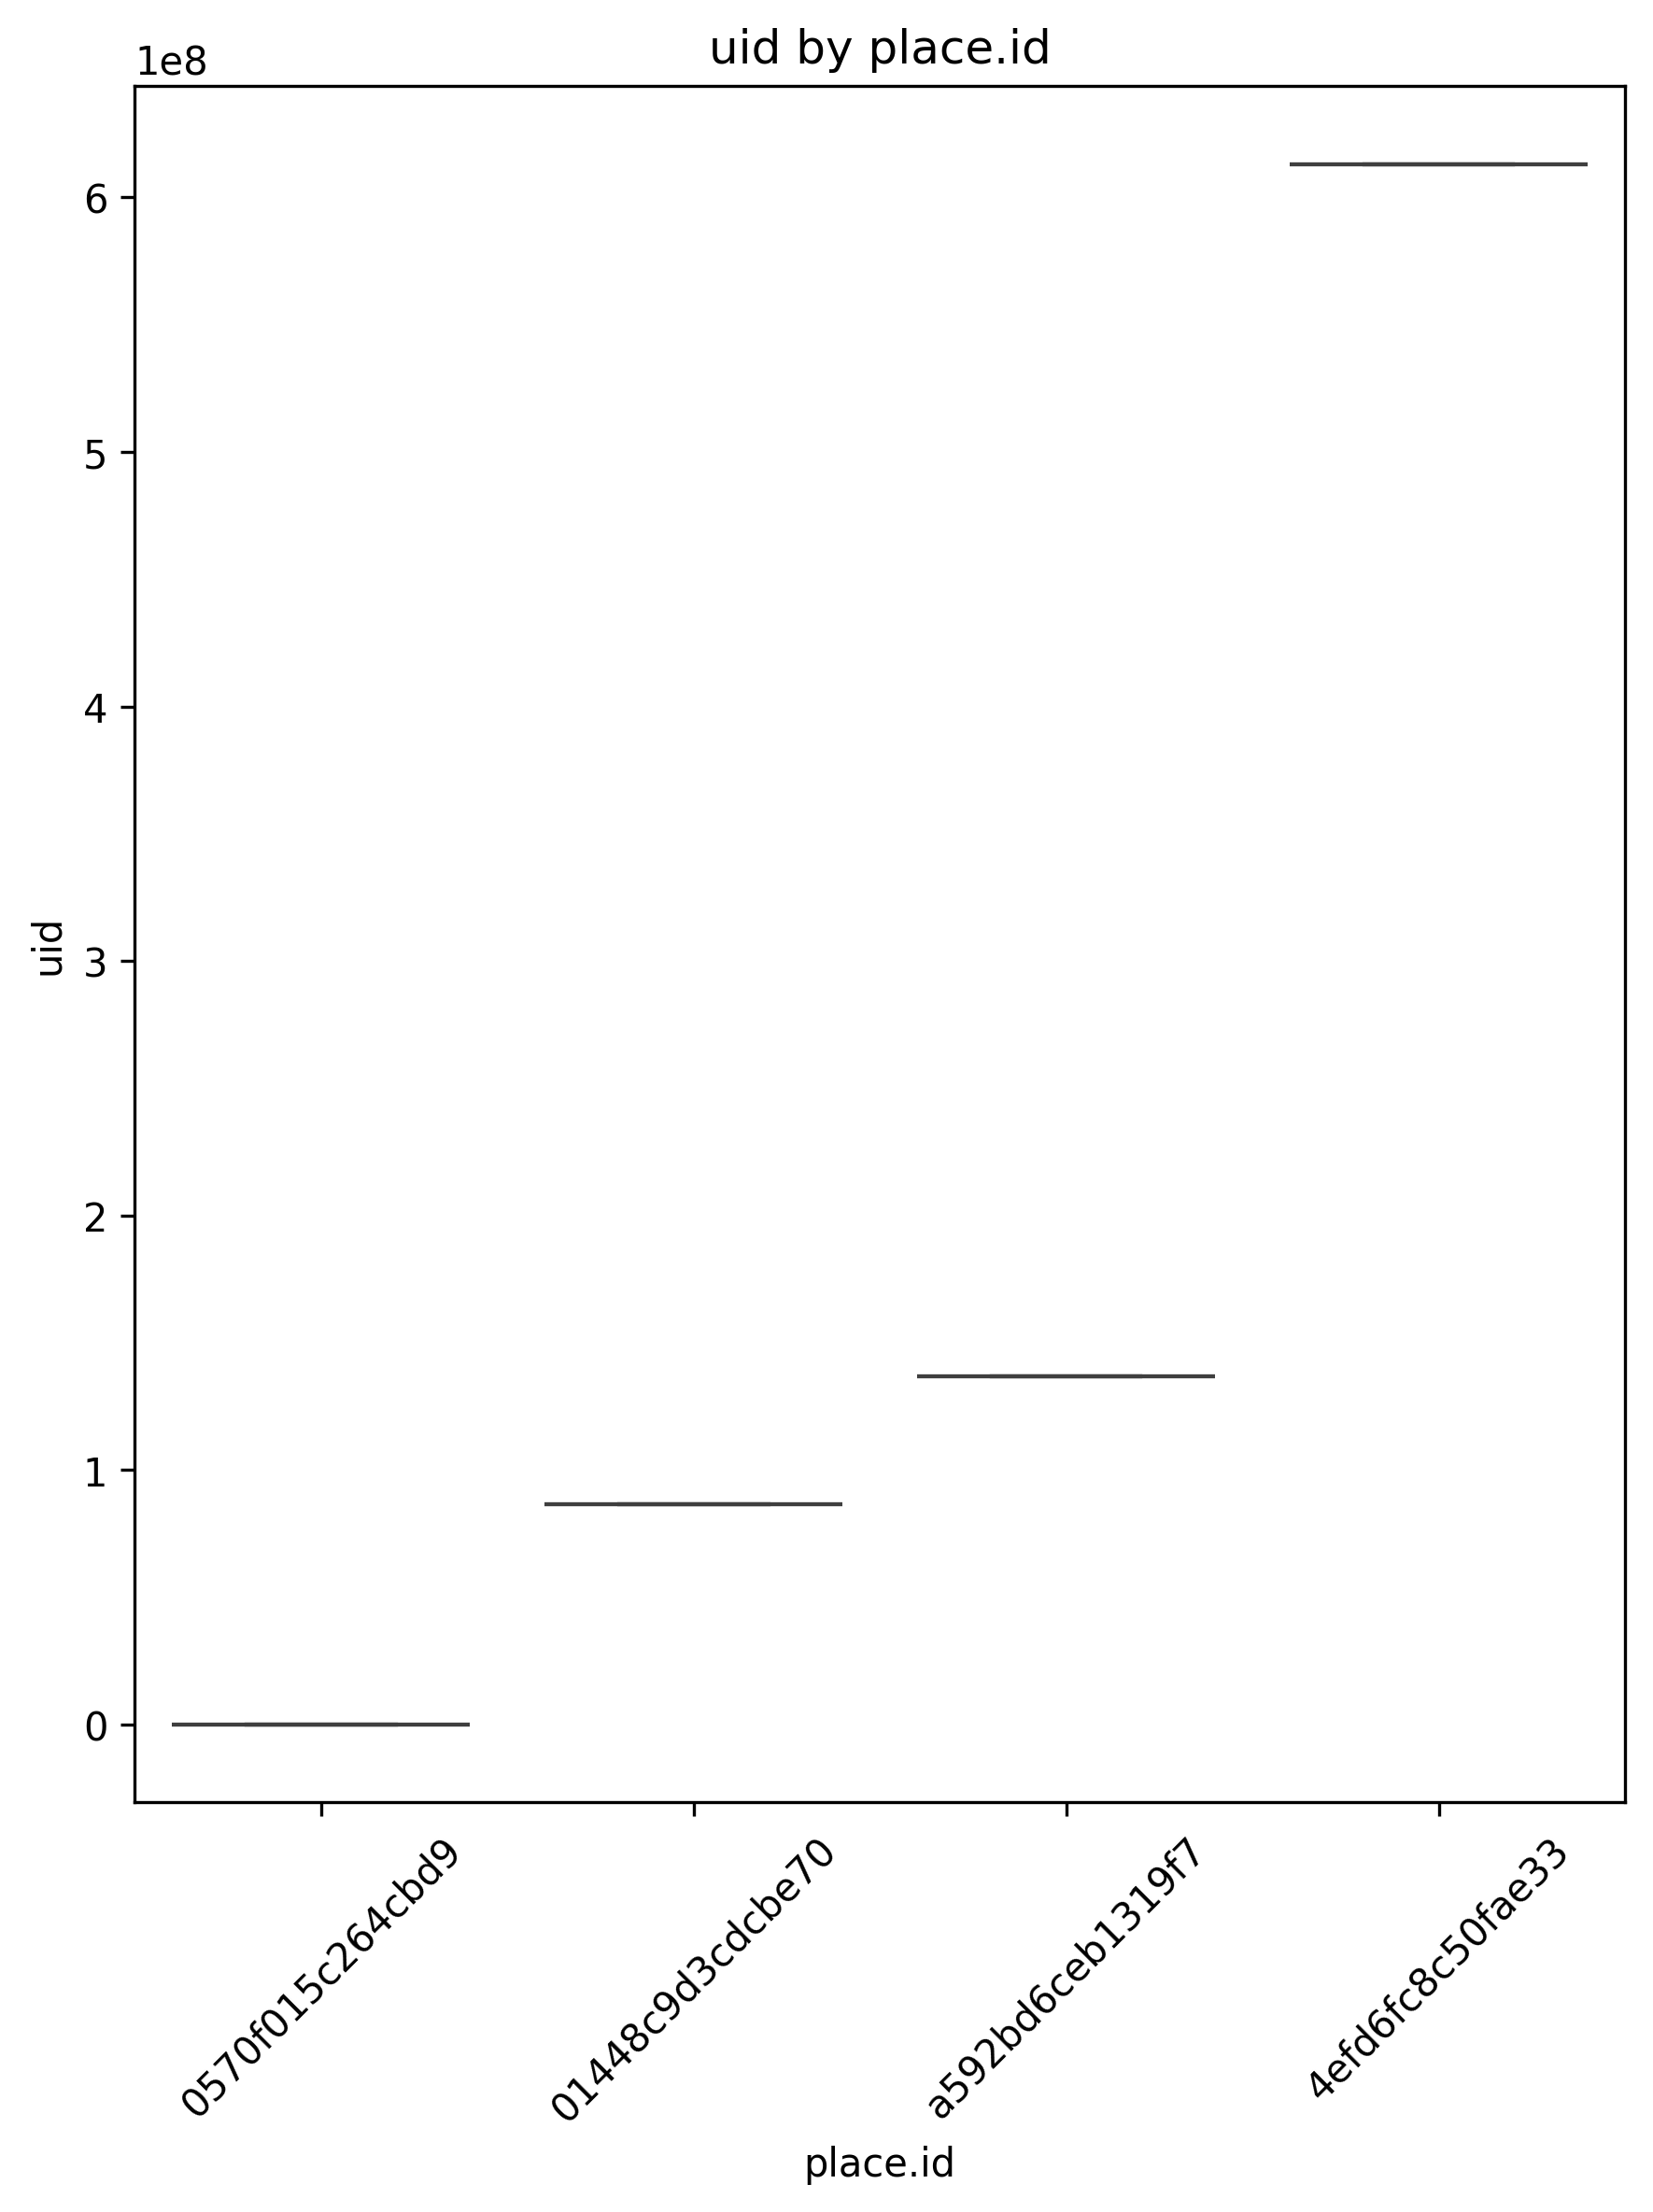 uid by place.id
1e8
6
5
4
3
2
1
0
uid
0570f015c264cbd9
01448c9d3cdcbe70
a592bd6ceb1319f7
4efd6fc8c50fae33
place.id